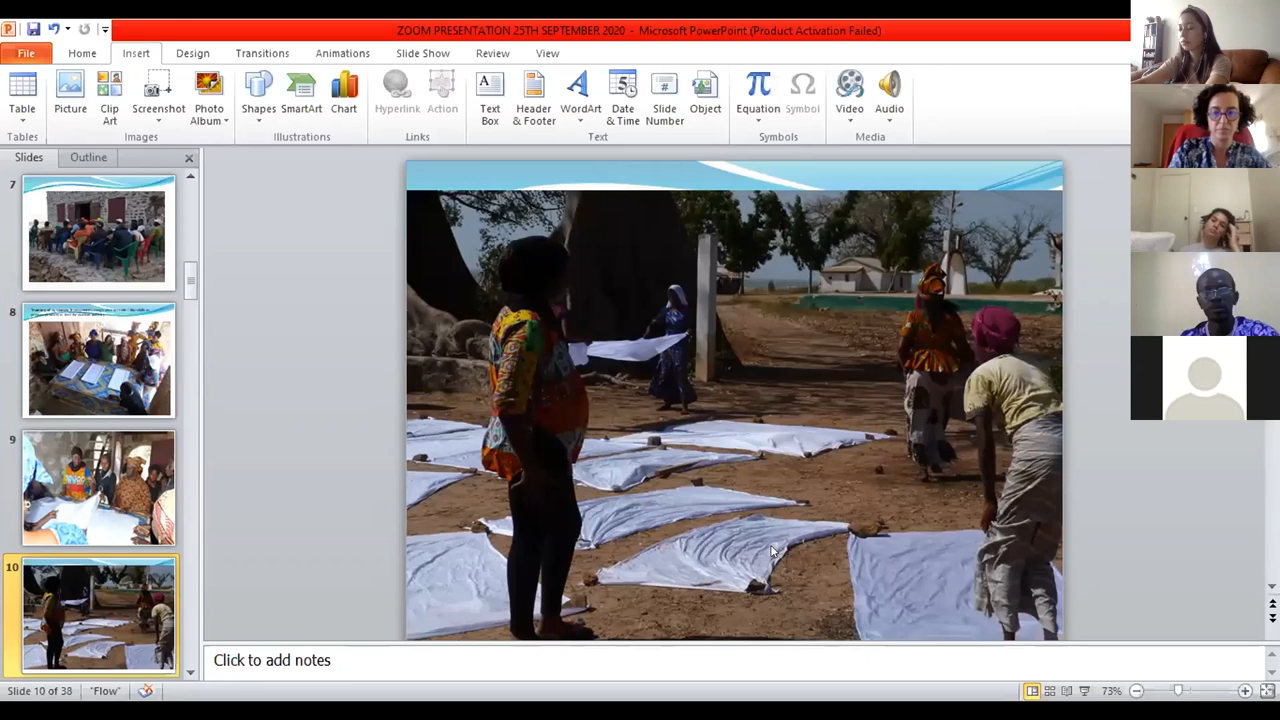 ZOOM PRESENTATION 25TH SEPTEMBER 2020 - Microsoft PowerPoint (Product Activation Failed)
File Home Insert Design Transitions Animations Slide Show Review View
Table
Picture
Clip Art
Screenshot
Photo Album
Shapes
SmartArt
Chart
Hyperlink
Action
Text Box
Header & Footer
WordArt
Date & Time
Slide Number
Object
Equation
Symbol
Video
Audio
Tables Images Illustrations Links Text Symbols Media
Slides Outline
7
8
9
10
Click to add notes
Slide 10 of 38 "Flow" 73%